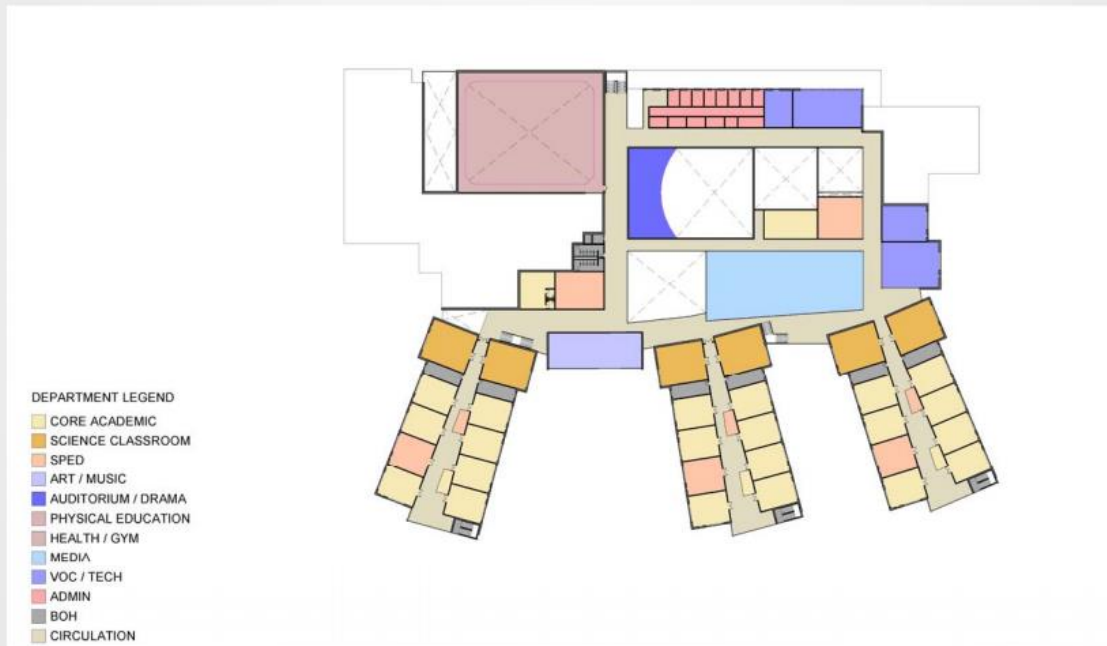 DEPARTMENT LEGEND
CORE ACADEMIC
SCIENCE CLASSROOM
SPED
ART / MUSIC
AUDITORIUM / DRAMA
PHYSICAL EDUCATION
HEALTH / GYM
MEDIA
VOC / TECH
ADMIN
BOH
CIRCULATION